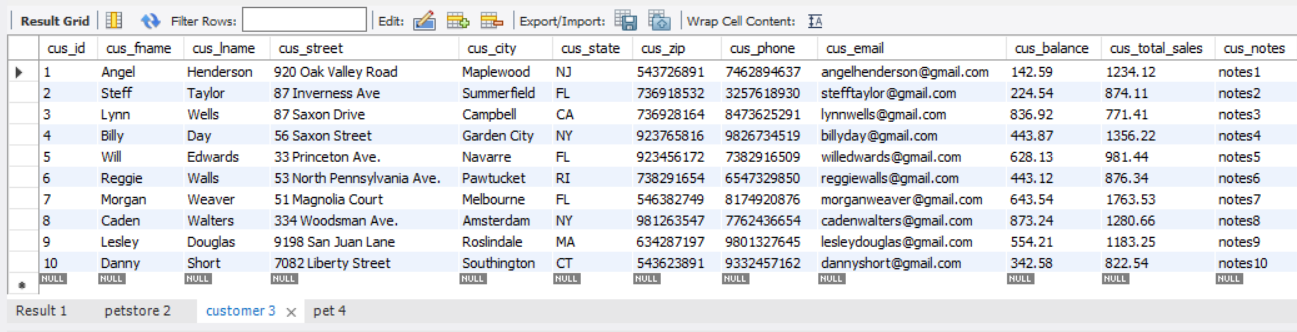 Result Grid Filter Rows: Edit: Export/Import: Wrap Cell Content: IA
cus_id cus_fname cus_lname cus_street cus_city cus_state cus_zip cus_phone cus_email cus_balance cus_total_sales cus_notes
1 Angel Henderson 920 Oak Valley Road Maplewood NJ 543726891 7462894637 angelhenderson@gmail.com 142.59 1234.12 notes1
2 Steff Taylor 87 Inverness Ave Summerfield FL 736918532 3257618930 stefftaylor@gmail.com 224.54 874.11 notes2
3 Lynn Wells 87 Saxon Drive Campbell CA 736928164 8473625291 lynnwells@gmail.com 836.92 771.41 notes3
4 Billy Day 56 Saxon Street Garden City NY 923765816 9826734519 billyday@gmail.com 443.87 1356.22 notes4
5 Will Edwards 33 Princeton Ave. Navarre FL 923456172 7382916509 willedwards@gmail.com 628.13 981.44 notes5
6 Reggie Walls 53 North Pennsylvania Ave. Pawtucket RI 738291654 6547329850 reggiewalls@gmail.com 443.12 876.34 notes6
7 Morgan Weaver 51 Magnolia Court Melbourne FL 546382749 8174920876 morganweaver@gmail.com 643.54 1763.53 notes7
8 Caden Walters 334 Woodsman Ave. Amsterdam NY 981263547 7762436654 cadenwalters@gmail.com 873.24 1280.66 notes8
9 Lesley Douglas 9198 San Juan Lane Roslindale MA 634287197 9801327645 lesleydouglas@gmail.com 554.21 1183.25 notes9
10 Danny Short 7082 Liberty Street Southington CT 543623891 9332457162 dannyshort@gmail.com 342.58 822.54 notes10
NULL NULL NULL NULL NULL NULL NULL NULL NULL NULL NULL NULL
Result 1 petstore 2 customer 3 × pet 4